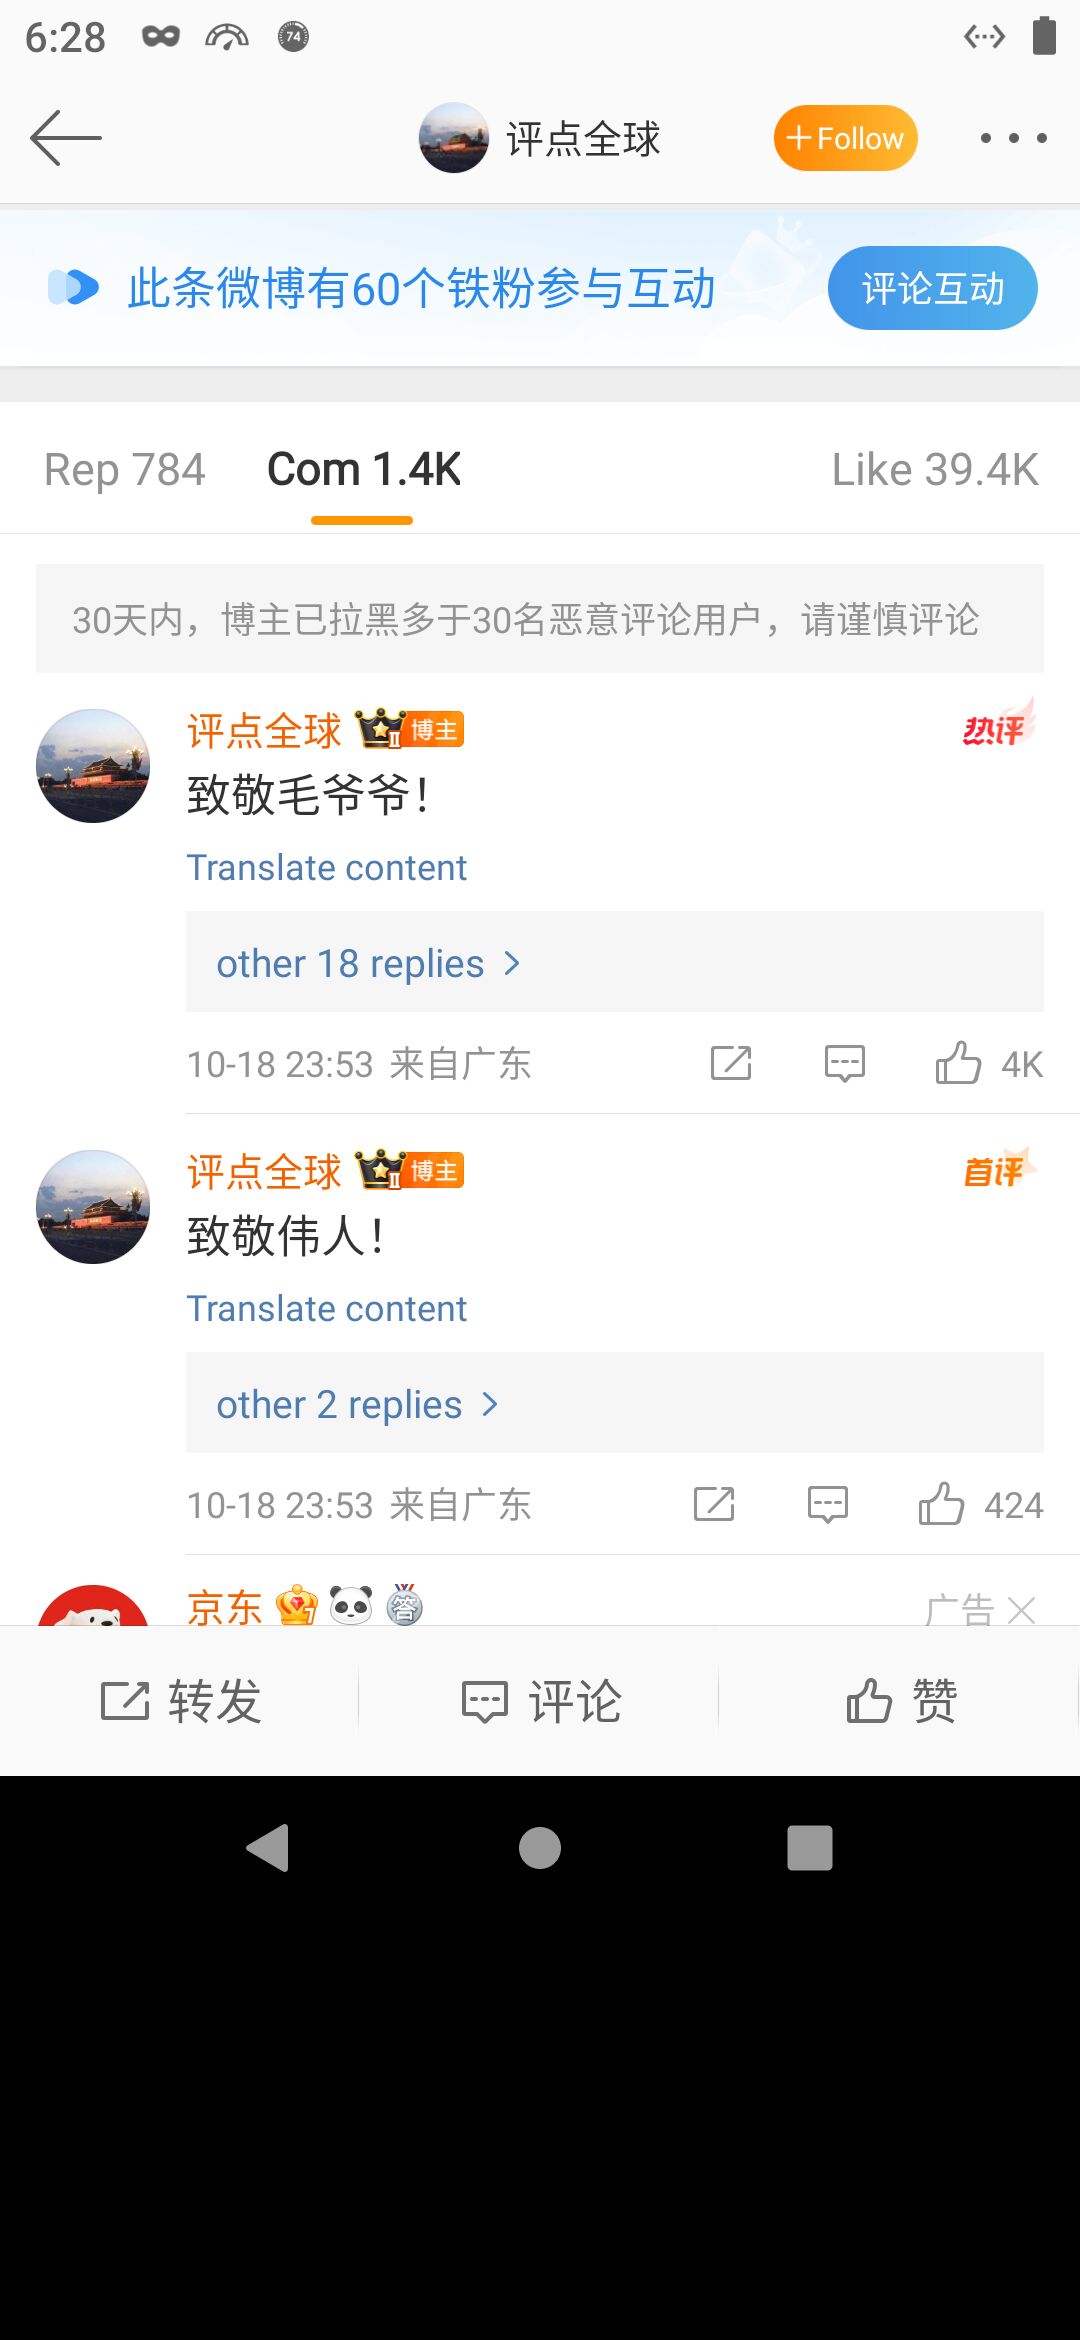 6:28
74
评点全球
+Follow
此条微博有60个铁粉参与互动
评论互动
Rep 784
Com 1.4K
Like 39.4K
30天内，博主已拉黑多于30名恶意评论用户，请谨慎评论
评点全球 II 博主
热评
致敬毛爷爷！
Translate content
other 18 replies
10-18 23:53 来自广东
4K
评点全球 II 博主
首评
致敬伟人！
Translate content
other 2 replies
10-18 23:53 来自广东
424
京东 7 答
广告
转发
评论
赞